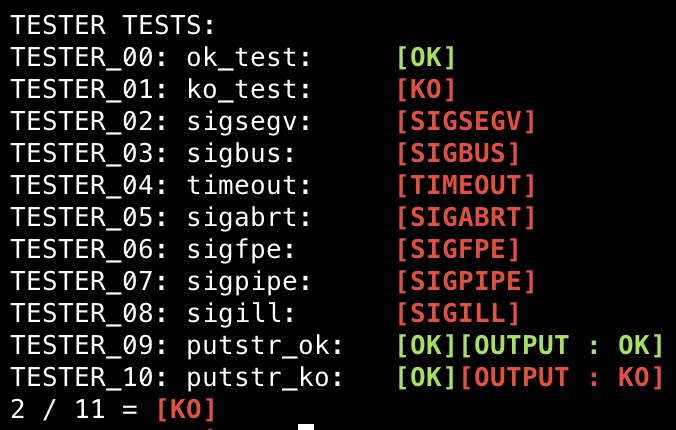 TESTER TESTS:
TESTER_00: ok_test: [OK]
TESTER_01: ko_test: [KO]
TESTER_02: sigsegv: [SIGSEGV]
TESTER_03: sigbus: [SIGBUS]
TESTER_04: timeout: [TIMEOUT]
TESTER_05: sigabrt: [SIGABRT]
TESTER_06: sigfpe: [SIGFPE]
TESTER_07: sigpipe: [SIGPIPE]
TESTER_08: sigill: [SIGILL]
TESTER_09: putstr_ok: [OK][OUTPUT : OK]
TESTER_10: putstr_ko: [OK][OUTPUT : KO]
2 / 11 = [KO]